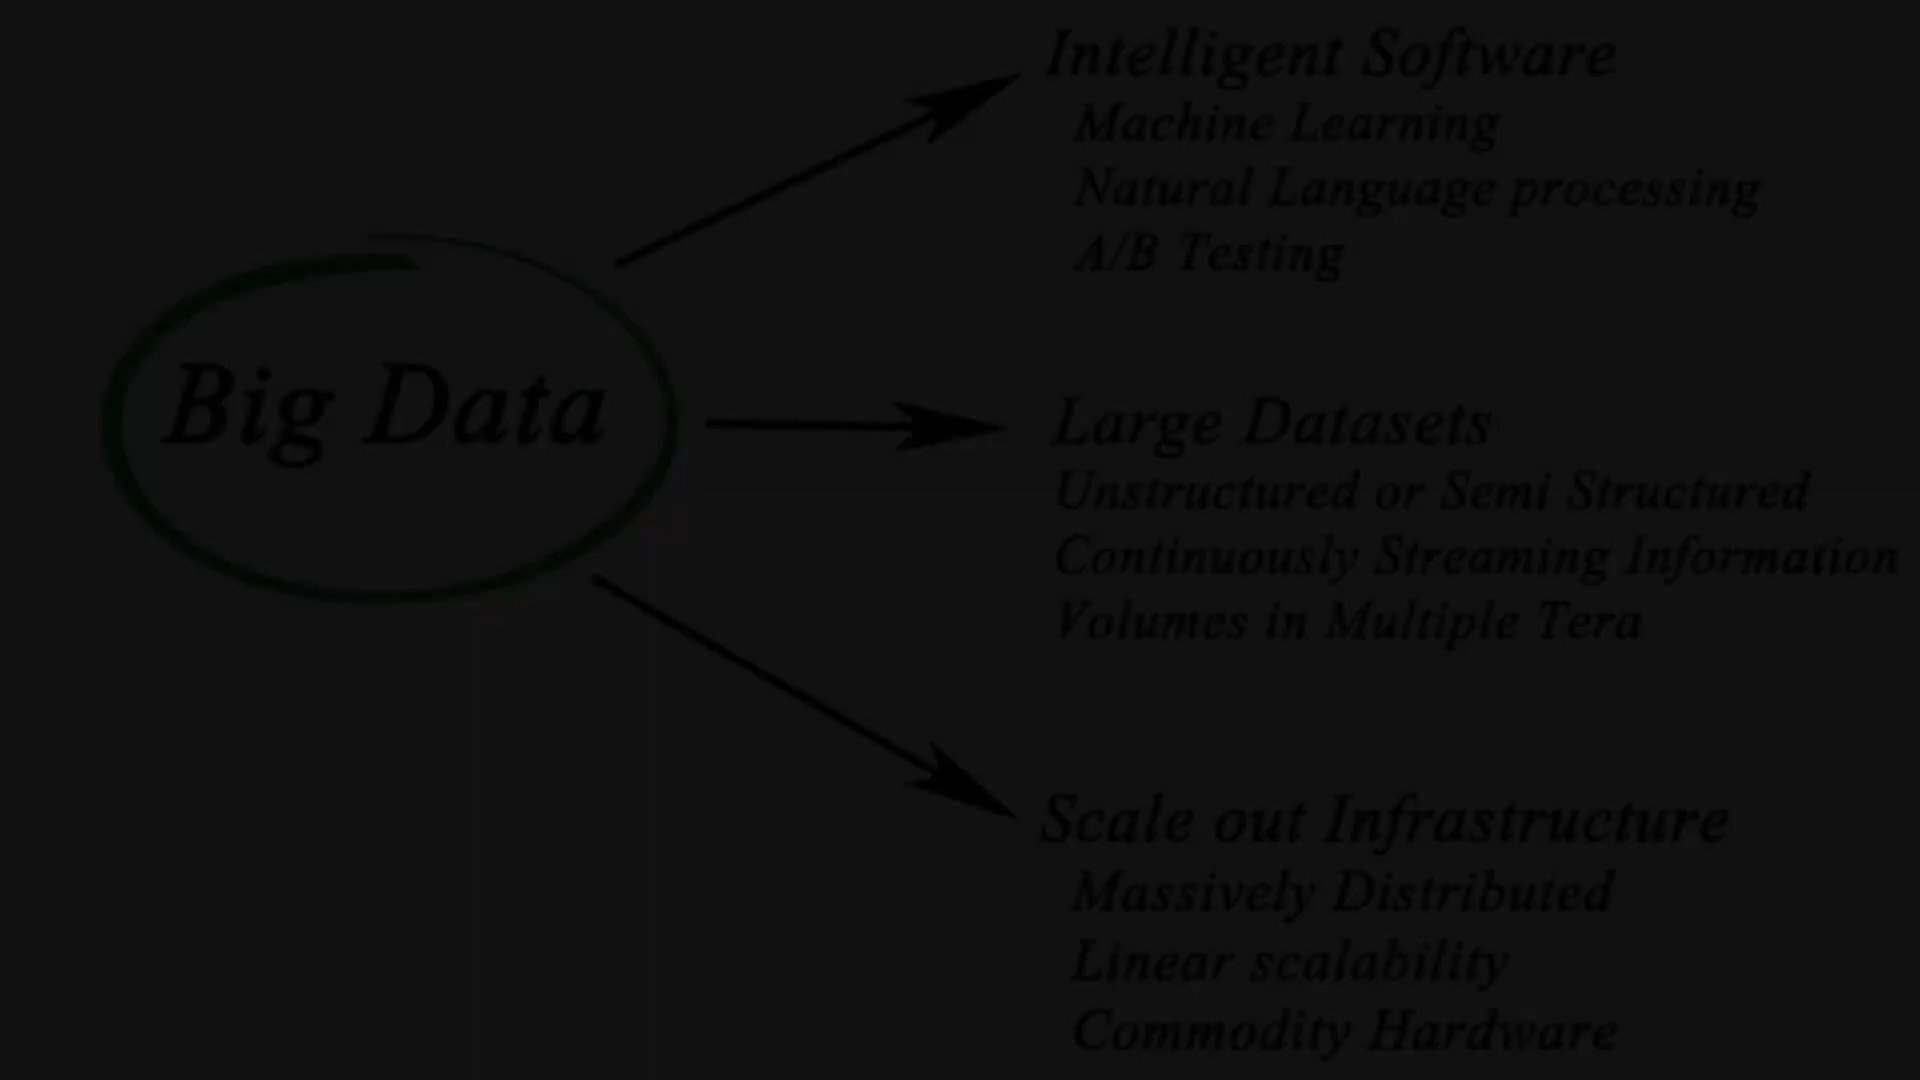 Big Data
Intelligent Software
Machine Learning
Natural Language processing
A/B Testing
Large Datasets
Unstructured or Semi Structured
Continuously Streaming Information
Volumes in Multiple Tera
Scale out Infrastructure
Massively Distributed
Linear scalability
Commodity Hardware